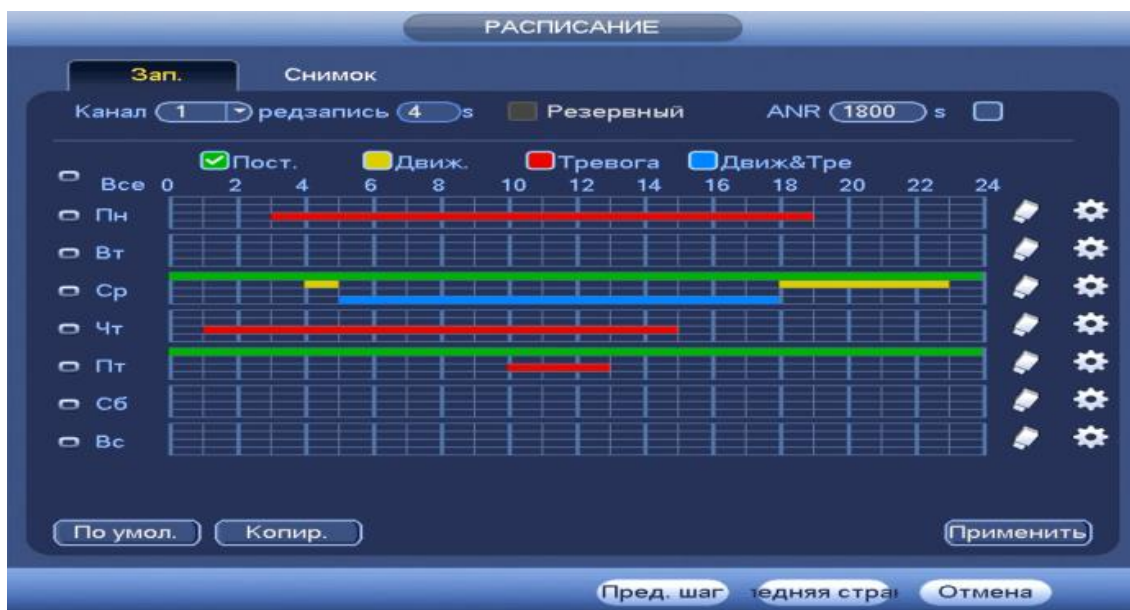 РАСПИСАНИЕ
Зап. Снимок
Канал 1 редзапись 4 s Резервный ANR 1800 s
Пост. Движ. Тревога Движ&Тре
Все 0 2 4 6 8 10 12 14 16 18 20 22 24
Пн
Вт
Ср
Чт
Пт
Сб
Вс
По умол. Копир. Применить
Пред. шаг едняя стра Отмена